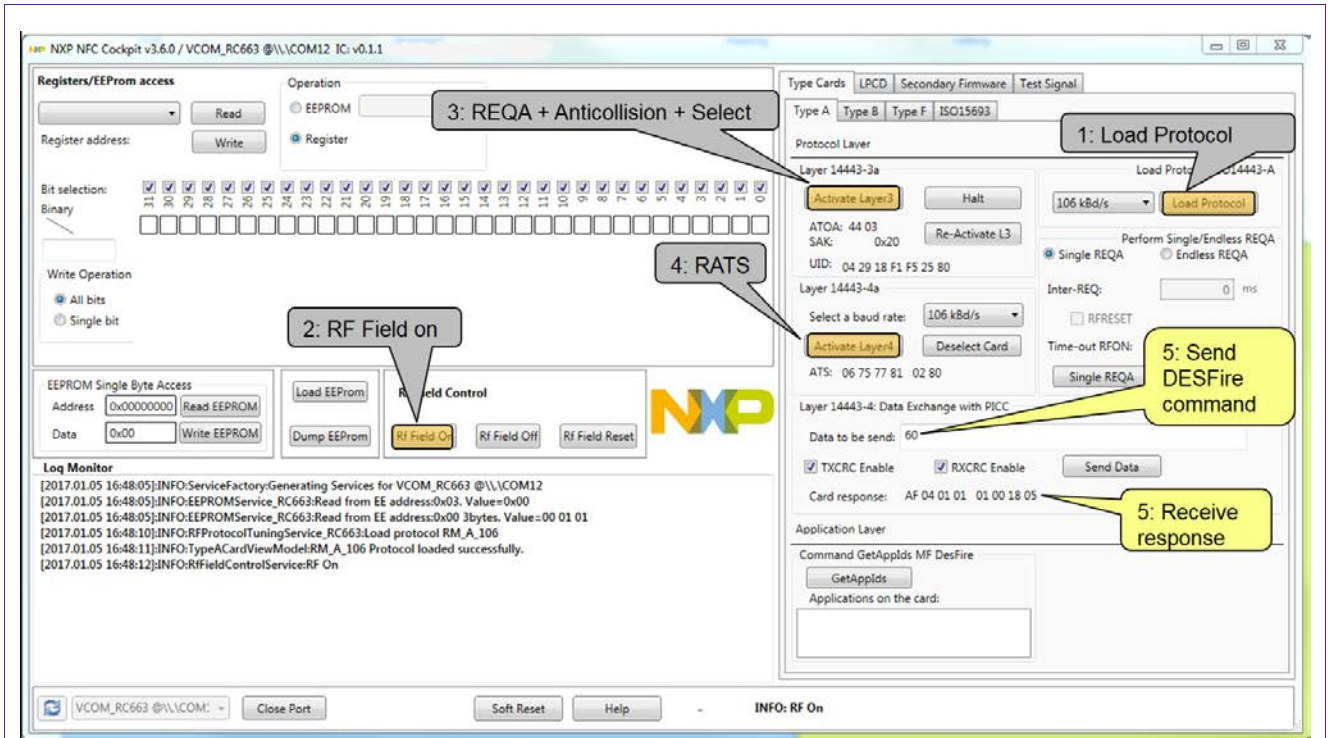 NXP NFC Cockpit v3.6.0 / VCOM_RC663 @\\.\COM12 IC: v0.1.1
Registers/EEProm access
Operation
EEPROM
Read
Register address:
Write
Register
Bit selection:
31 30 29 28 27 26 25 24 23 22 21 20 19 18 17 16 15 14 13 12 11 10 9 8 7 6 5 4 3 2 1 0
Binary
Write Operation
All bits
Single bit
3: REQA + Anticollision + Select
4: RATS
2: RF Field on
EEPROM Single Byte Access
Address 0x00000000 Read EEPROM
Data 0x00 Write EEPROM
Load EEProm
Dump EEProm
Control
Rf Field Off
Rf Field Reset
NXP
Log Monitor
[2017.01.05 16:48:05]:INFO:ServiceFactory:Generating Services for VCOM_RC663 @\\.\COM12
[2017.01.05 16:48:05]:INFO:EEPROMService_RC663:Read from EE address:0x03. Value=0x00
[2017.01.05 16:48:05]:INFO:EEPROMService_RC663:Read from EE address:0x00 3bytes. Value=00 01 01
[2017.01.05 16:48:10]:INFO:RFProtocolTuningService_RC663:Load protocol RM_A_106
[2017.01.05 16:48:11]:INFO:TypeACardViewModel:RM_A_106 Protocol loaded successfully.
[2017.01.05 16:48:12]:INFO:RfFieldControlService:RF On
Type Cards LPCD Secondary Firmware Test Signal
Type A Type B Type F ISO15693
1: Load Protocol
Protocol Layer
Layer 14443-3a
Activate Layer3
Halt
ATQA: 44 03
SAK: 0x20
Re-Activate L3
UID: 04 29 18 F1 F5 25 80
Load
106 kBd/s
Load Protocol
Perform Single/Endless REQA
Single REQA
Endless REQA
Inter-REQ: 0 ms
RFRESET
Time-out RFON:
Single REQA
Layer 14443-4a
Select a baud rate: 106 kBd/s
Activate Layer4
Deselect Card
ATS: 06 75 77 81 02 80
5: Send
DESFire
command
Layer 14443-4: Data Exchange with PICC
Data to be send: 60
TXCRC Enable
RXCRC Enable
Send Data
Card response: AF 04 01 01 01 00 18 05
5: Receive
response
Application Layer
Command GetAppIds MF DesFire
GetAppIds
Applications on the card:
VCOM_RC663 @\\.\COM:
Close Port
Soft Reset
Help
-
INFO: RF On